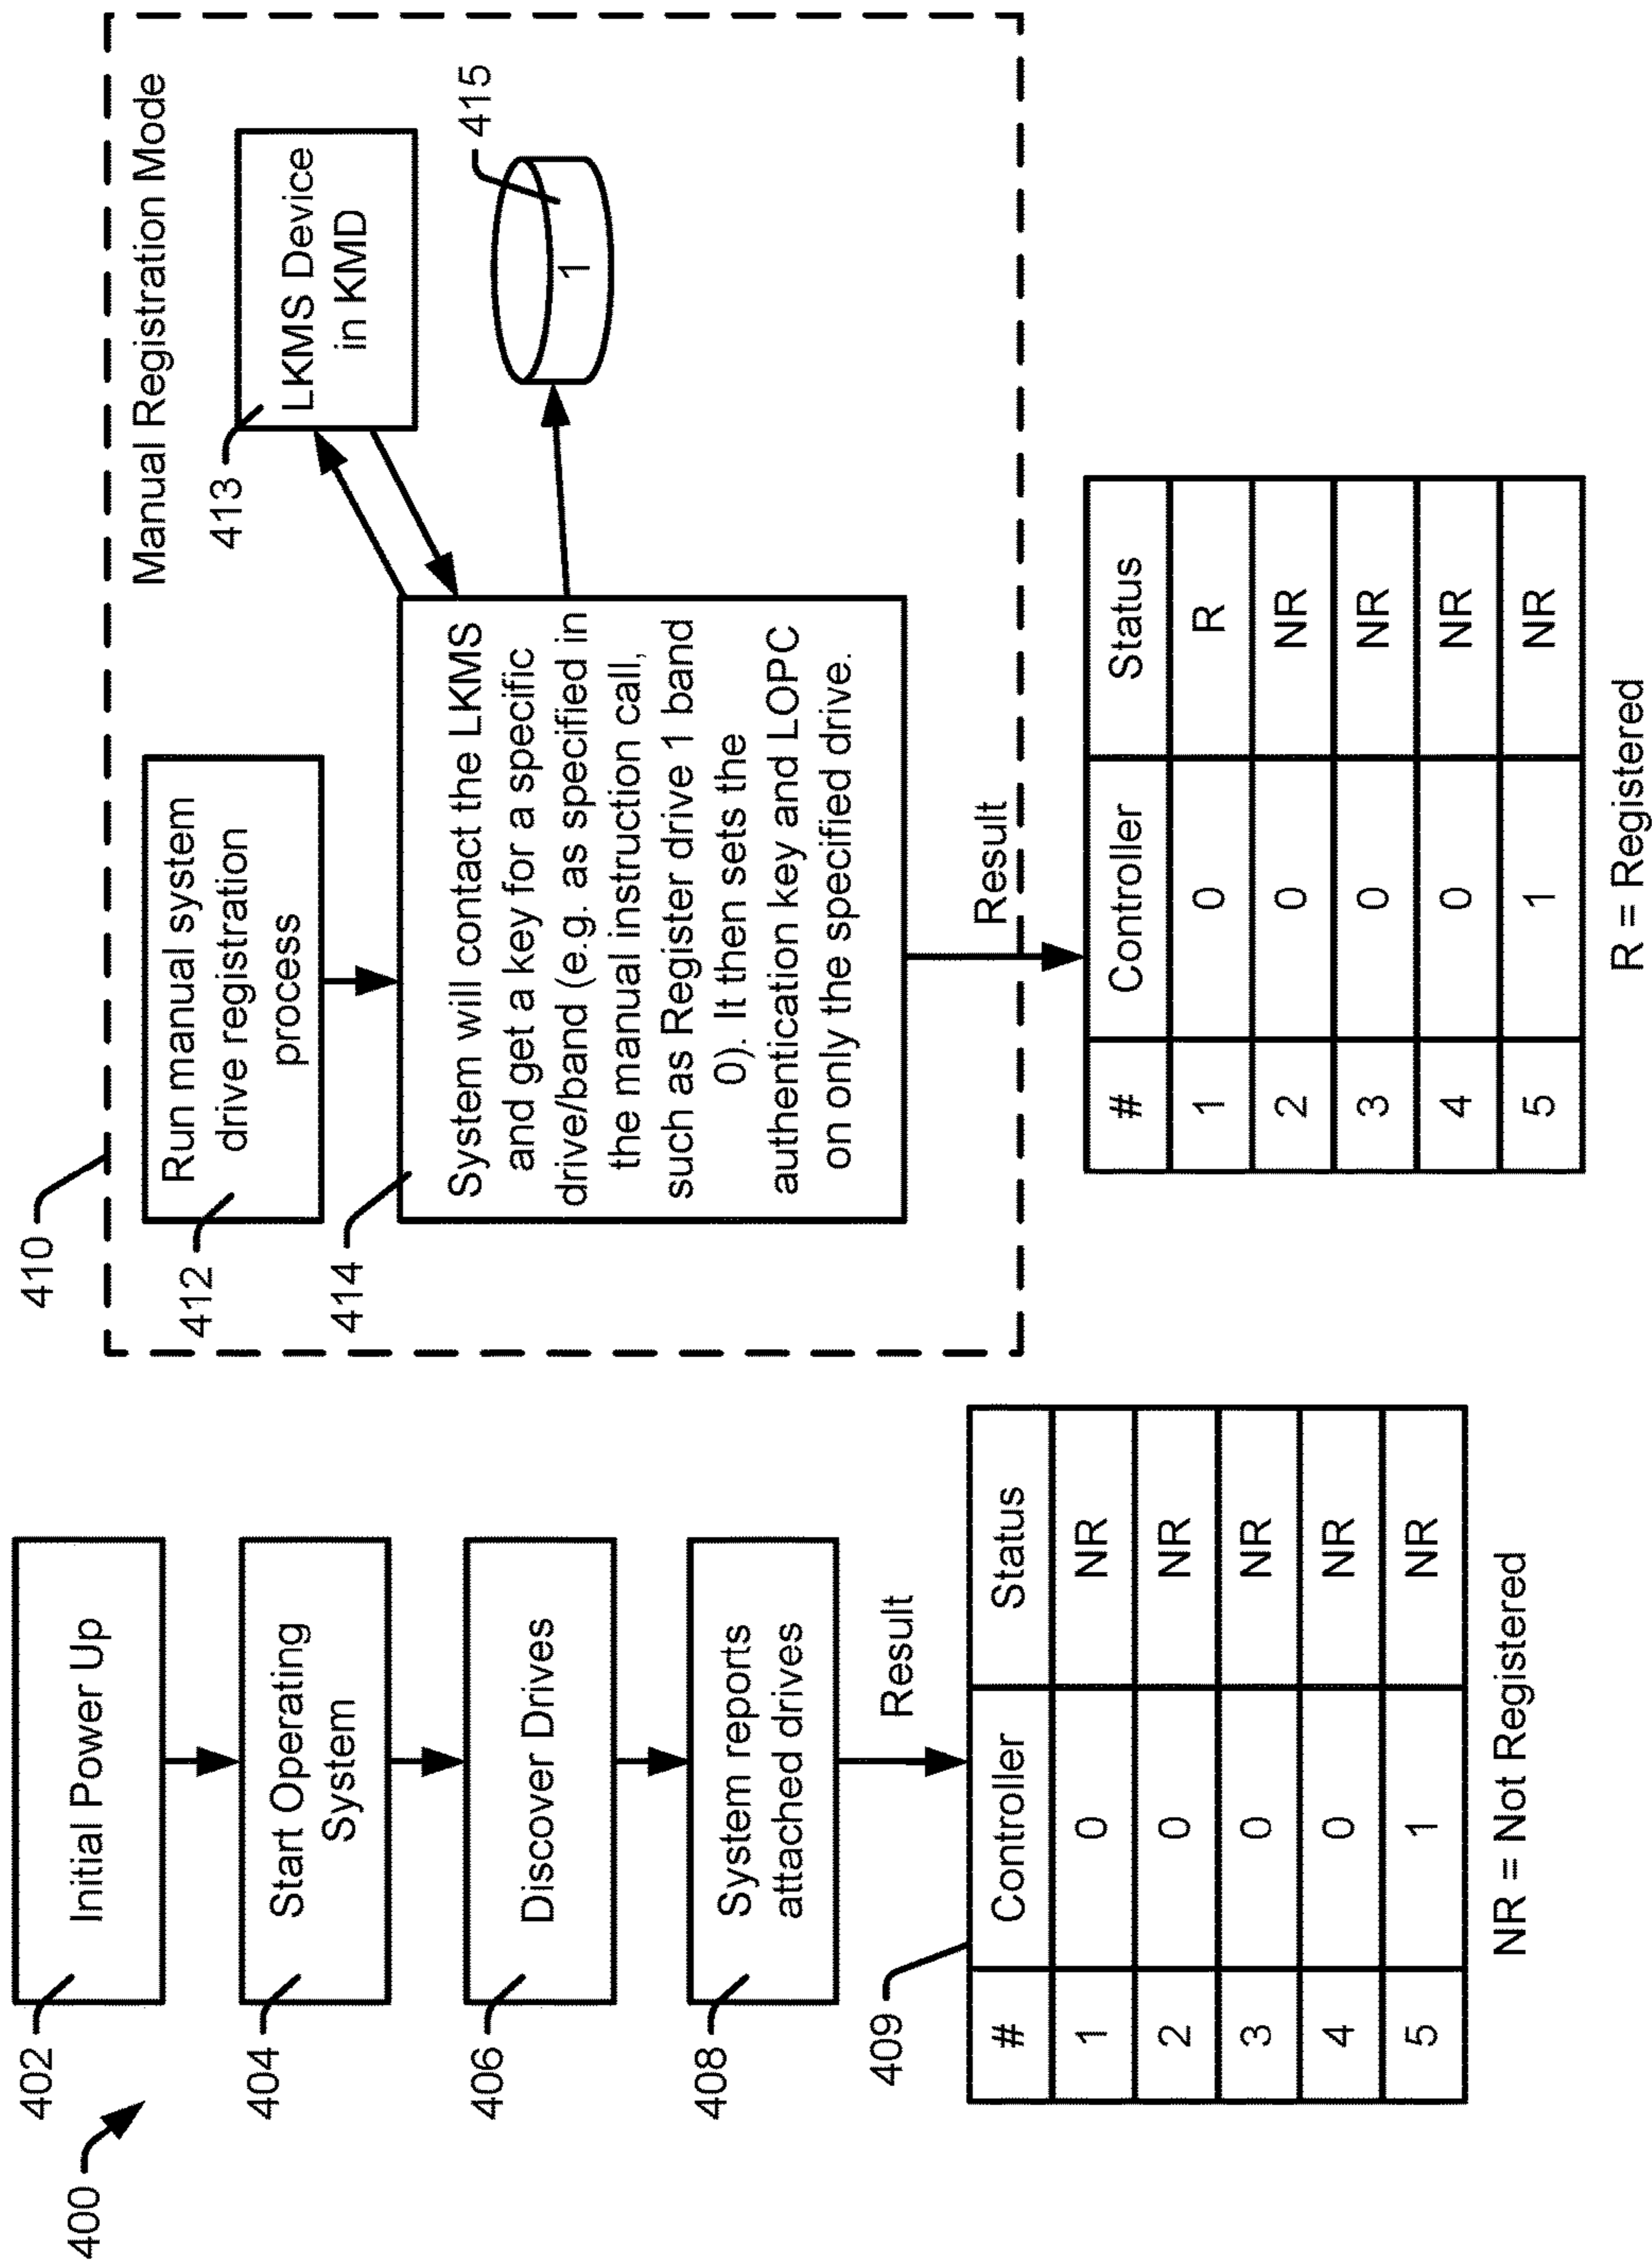 400
402
Initial Power Up
404
Start Operating
System
406
Discover Drives
408
System reports
attached drives
Result
409
# Controller Status
1 0 NR
2 0 NR
3 0 NR
4 0 NR
5 1 NR
NR = Not Registered
410
Manual Registration Mode
412
Run manual system
drive registration
process
413
LKMS Device
in KMD
414
System will contact the LKMS
and get a key for a specific
drive/band (e.g. as specified in
the manual instruction call,
such as Register drive 1 band
0). It then sets the
authentication key and LOPC
on only the specified drive.
415
1
Result
# Controller Status
1 0 R
2 0 NR
3 0 NR
4 0 NR
5 1 NR
R = Registered